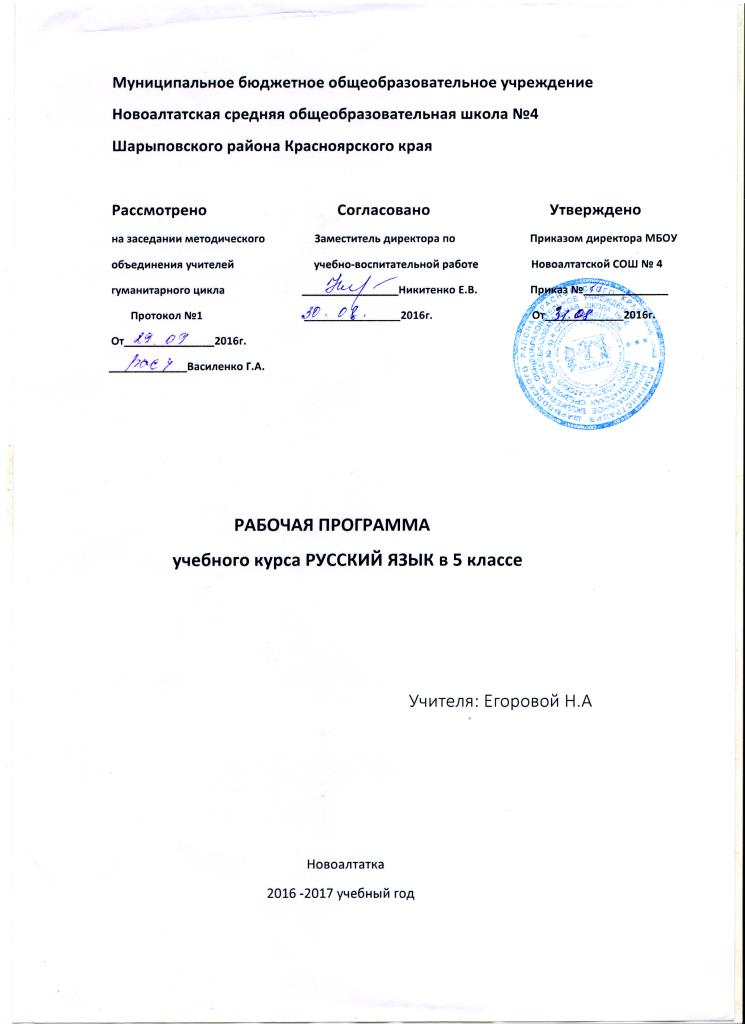 Муниципальное бюджетное общеобразовательное учреждение
Новоалтатская средняя общеобразовательная школа №4
Шарыповского района Красноярского края
Рассмотрено Согласовано Утверждено
на заседании методического Заместитель директора по Приказом директора МБОУ
объединения учителей учебно-воспитательной работе Новоалтатской СОШ № 4
гуманитарного цикла Никитенко Е.В. Приказ №
Протокол №1 30. 08. 2016г. От 31.08 2016г.
От 29. 09 2016г.
Василенко Г.А.
РАБОЧАЯ ПРОГРАММА
учебного курса РУССКИЙ ЯЗЫК в 5 классе
Учителя: Егоровой Н.А
Новоалтатка
2016 -2017 учебный год